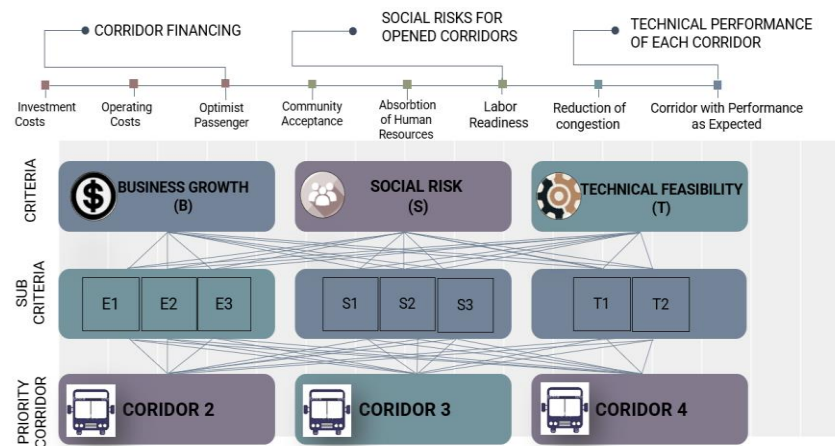 CORRIDOR FINANCING
SOCIAL RISKS FOR
OPENED CORRIDORS
TECHNICAL PERFORMANCE
OF EACH CORRIDOR
Investment
Costs
Operating
Costs
Optimist
Passenger
Community
Acceptance
Absorbtion
of Human
Resources
Labor
Readiness
Reduction of
congestion
Corridor with Performance
as Expected
CRITERIA
$
BUSINESS GROWTH
(B)
SOCIAL RISK
(S)
TECHNICAL FEASIBILITY
(T)
SUB
CRITERIA
E1
E2
E3
S1
S2
S3
T1
T2
PRIORITY
CORRIDOR
CORIDOR 2
CORIDOR 3
CORIDOR 4